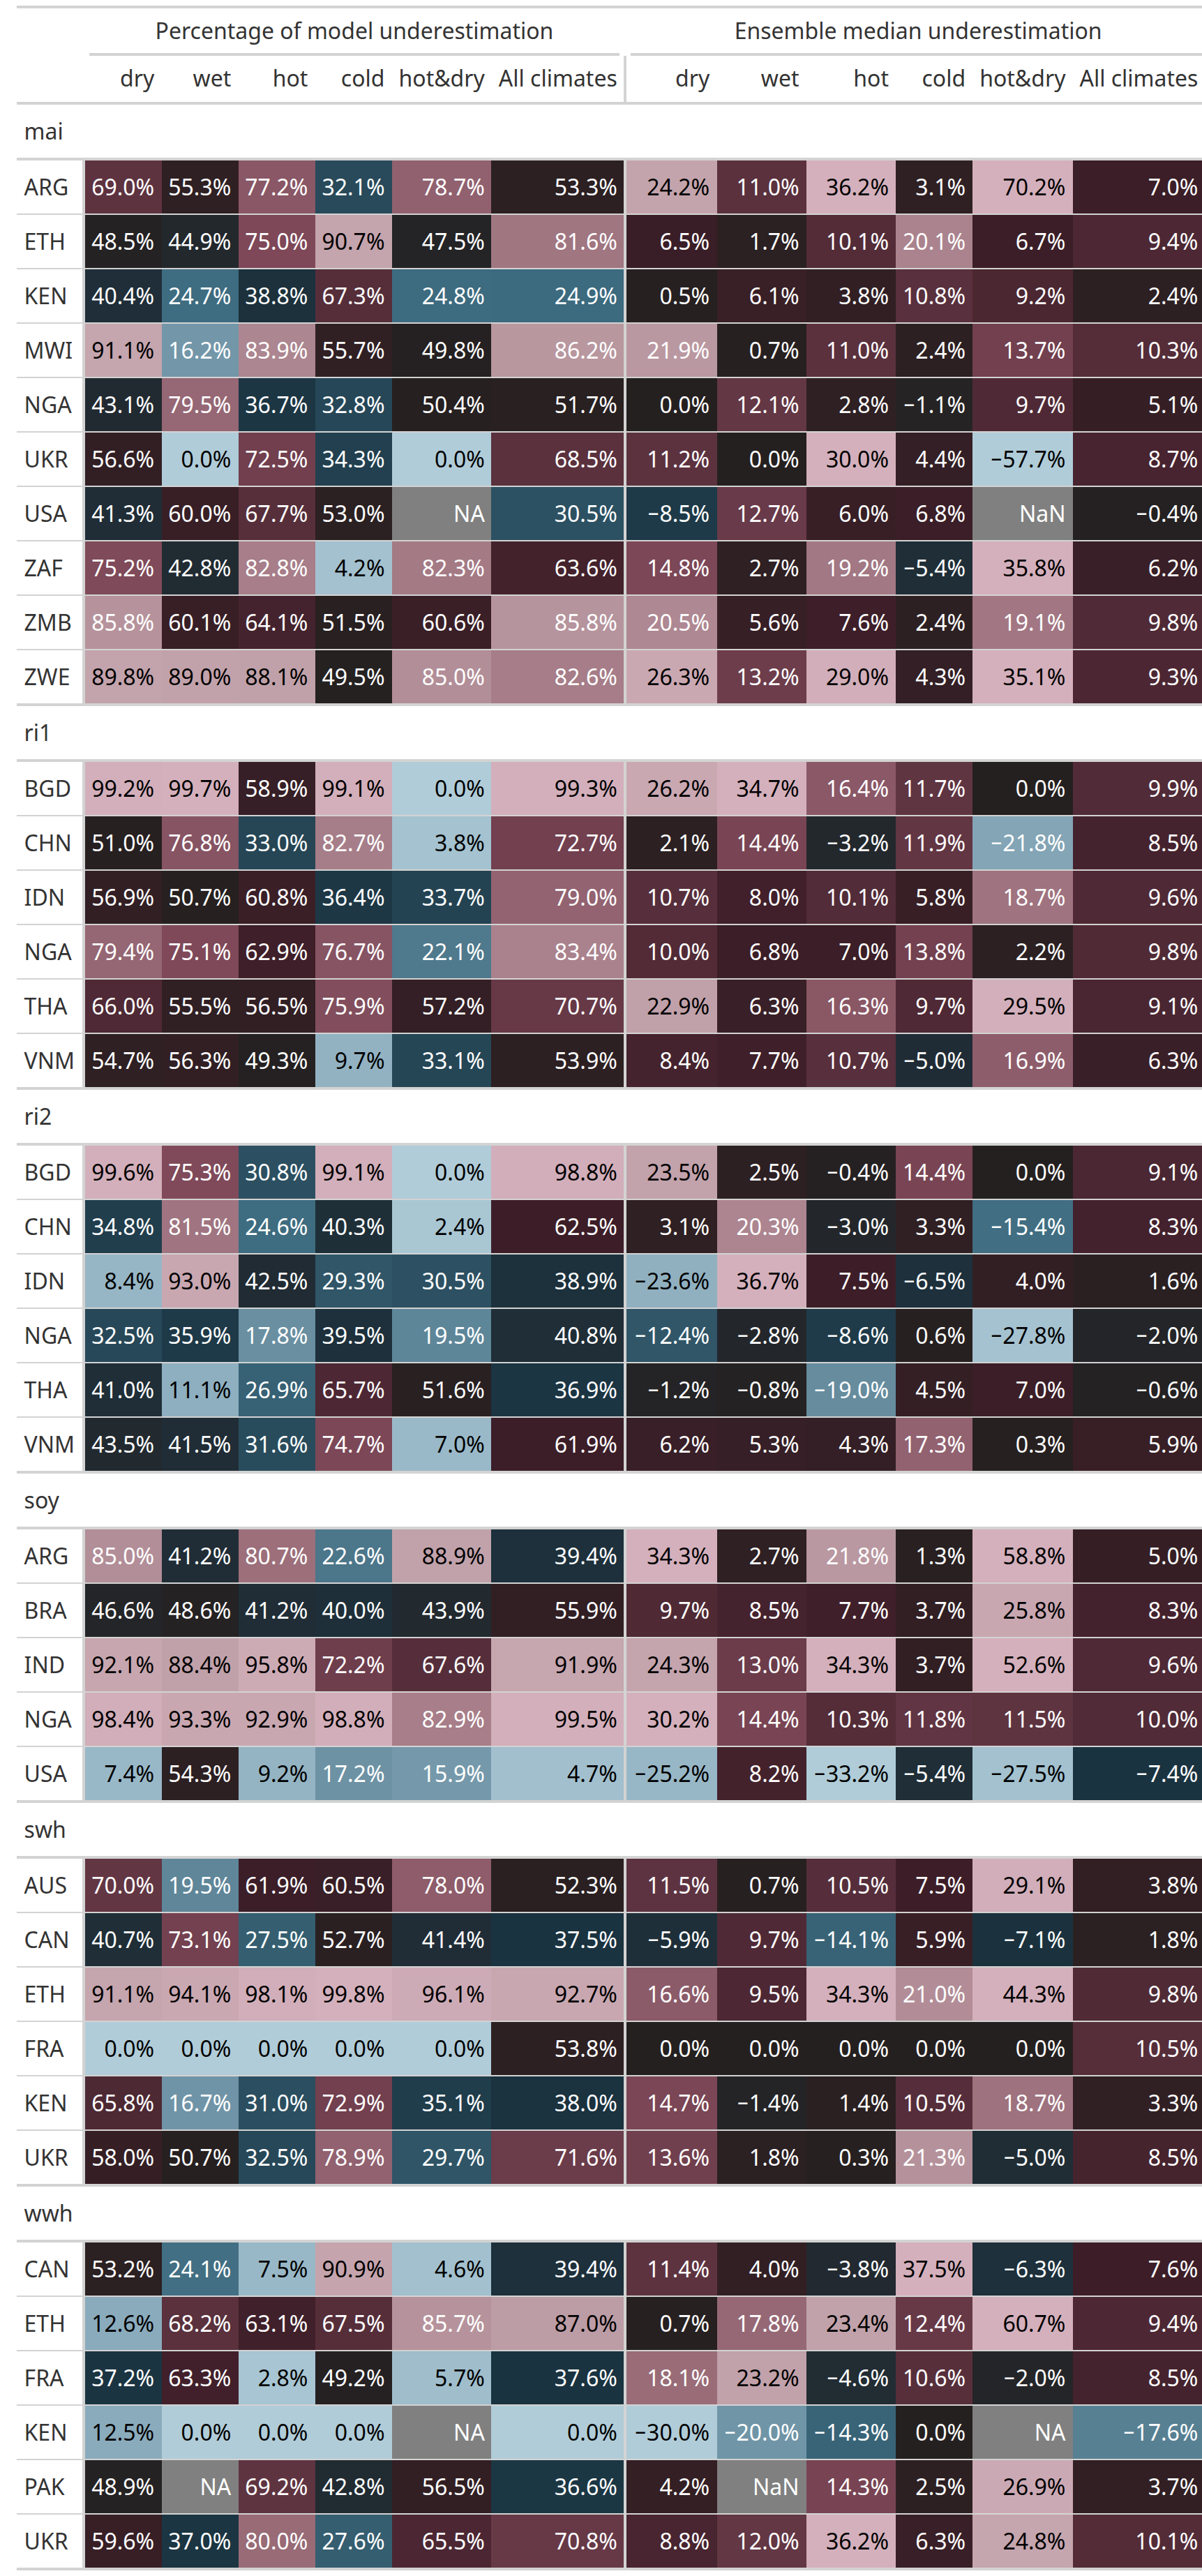 Percentage of model underestimation Ensemble median underestimation
dry wet hot cold hot&dry All climates dry wet hot cold hot&dry All climates
mai
ARG 69.0% 55.3% 77.2% 32.1% 78.7% 53.3% 24.2% 11.0% 36.2% 3.1% 70.2% 7.0%
ETH 48.5% 44.9% 75.0% 90.7% 47.5% 81.6% 6.5% 1.7% 10.1% 20.1% 6.7% 9.4%
KEN 40.4% 24.7% 38.8% 67.3% 24.8% 24.9% 0.5% 6.1% 3.8% 10.8% 9.2% 2.4%
MWI 91.1% 16.2% 83.9% 55.7% 49.8% 86.2% 21.9% 0.7% 11.0% 2.4% 13.7% 10.3%
NGA 43.1% 79.5% 36.7% 32.8% 50.4% 51.7% 0.0% 12.1% 2.8% −1.1% 9.7% 5.1%
UKR 56.6% 0.0% 72.5% 34.3% 0.0% 68.5% 11.2% 0.0% 30.0% 4.4% −57.7% 8.7%
USA 41.3% 60.0% 67.7% 53.0% NA 30.5% −8.5% 12.7% 6.0% 6.8% NaN −0.4%
ZAF 75.2% 42.8% 82.8% 4.2% 82.3% 63.6% 14.8% 2.7% 19.2% −5.4% 35.8% 6.2%
ZMB 85.8% 60.1% 64.1% 51.5% 60.6% 85.8% 20.5% 5.6% 7.6% 2.4% 19.1% 9.8%
ZWE 89.8% 89.0% 88.1% 49.5% 85.0% 82.6% 26.3% 13.2% 29.0% 4.3% 35.1% 9.3%
ri1
BGD 99.2% 99.7% 58.9% 99.1% 0.0% 99.3% 26.2% 34.7% 16.4% 11.7% 0.0% 9.9%
CHN 51.0% 76.8% 33.0% 82.7% 3.8% 72.7% 2.1% 14.4% −3.2% 11.9% −21.8% 8.5%
IDN 56.9% 50.7% 60.8% 36.4% 33.7% 79.0% 10.7% 8.0% 10.1% 5.8% 18.7% 9.6%
NGA 79.4% 75.1% 62.9% 76.7% 22.1% 83.4% 10.0% 6.8% 7.0% 13.8% 2.2% 9.8%
THA 66.0% 55.5% 56.5% 75.9% 57.2% 70.7% 22.9% 6.3% 16.3% 9.7% 29.5% 9.1%
VNM 54.7% 56.3% 49.3% 9.7% 33.1% 53.9% 8.4% 7.7% 10.7% −5.0% 16.9% 6.3%
ri2
BGD 99.6% 75.3% 30.8% 99.1% 0.0% 98.8% 23.5% 2.5% −0.4% 14.4% 0.0% 9.1%
CHN 34.8% 81.5% 24.6% 40.3% 2.4% 62.5% 3.1% 20.3% −3.0% 3.3% −15.4% 8.3%
IDN 8.4% 93.0% 42.5% 29.3% 30.5% 38.9% −23.6% 36.7% 7.5% −6.5% 4.0% 1.6%
NGA 32.5% 35.9% 17.8% 39.5% 19.5% 40.8% −12.4% −2.8% −8.6% 0.6% −27.8% −2.0%
THA 41.0% 11.1% 26.9% 65.7% 51.6% 36.9% −1.2% −0.8% −19.0% 4.5% 7.0% −0.6%
VNM 43.5% 41.5% 31.6% 74.7% 7.0% 61.9% 6.2% 5.3% 4.3% 17.3% 0.3% 5.9%
soy
ARG 85.0% 41.2% 80.7% 22.6% 88.9% 39.4% 34.3% 2.7% 21.8% 1.3% 58.8% 5.0%
BRA 46.6% 48.6% 41.2% 40.0% 43.9% 55.9% 9.7% 8.5% 7.7% 3.7% 25.8% 8.3%
IND 92.1% 88.4% 95.8% 72.2% 67.6% 91.9% 24.3% 13.0% 34.3% 3.7% 52.6% 9.6%
NGA 98.4% 93.3% 92.9% 98.8% 82.9% 99.5% 30.2% 14.4% 10.3% 11.8% 11.5% 10.0%
USA 7.4% 54.3% 9.2% 17.2% 15.9% 4.7% −25.2% 8.2% −33.2% −5.4% −27.5% −7.4%
swh
AUS 70.0% 19.5% 61.9% 60.5% 78.0% 52.3% 11.5% 0.7% 10.5% 7.5% 29.1% 3.8%
CAN 40.7% 73.1% 27.5% 52.7% 41.4% 37.5% −5.9% 9.7% −14.1% 5.9% −7.1% 1.8%
ETH 91.1% 94.1% 98.1% 99.8% 96.1% 92.7% 16.6% 9.5% 34.3% 21.0% 44.3% 9.8%
FRA 0.0% 0.0% 0.0% 0.0% 0.0% 53.8% 0.0% 0.0% 0.0% 0.0% 0.0% 10.5%
KEN 65.8% 16.7% 31.0% 72.9% 35.1% 38.0% 14.7% −1.4% 1.4% 10.5% 18.7% 3.3%
UKR 58.0% 50.7% 32.5% 78.9% 29.7% 71.6% 13.6% 1.8% 0.3% 21.3% −5.0% 8.5%
wwh
CAN 53.2% 24.1% 7.5% 90.9% 4.6% 39.4% 11.4% 4.0% −3.8% 37.5% −6.3% 7.6%
ETH 12.6% 68.2% 63.1% 67.5% 85.7% 87.0% 0.7% 17.8% 23.4% 12.4% 60.7% 9.4%
FRA 37.2% 63.3% 2.8% 49.2% 5.7% 37.6% 18.1% 23.2% −4.6% 10.6% −2.0% 8.5%
KEN 12.5% 0.0% 0.0% 0.0% NA 0.0% −30.0% −20.0% −14.3% 0.0% NA −17.6%
PAK 48.9% NA 69.2% 42.8% 56.5% 36.6% 4.2% NaN 14.3% 2.5% 26.9% 3.7%
UKR 59.6% 37.0% 80.0% 27.6% 65.5% 70.8% 8.8% 12.0% 36.2% 6.3% 24.8% 10.1%